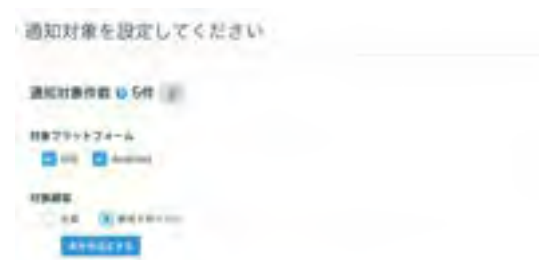 通知対象を設定してください
通知対象件数 5件
対象プラットフォーム
iOS Android
対象顧客
全員